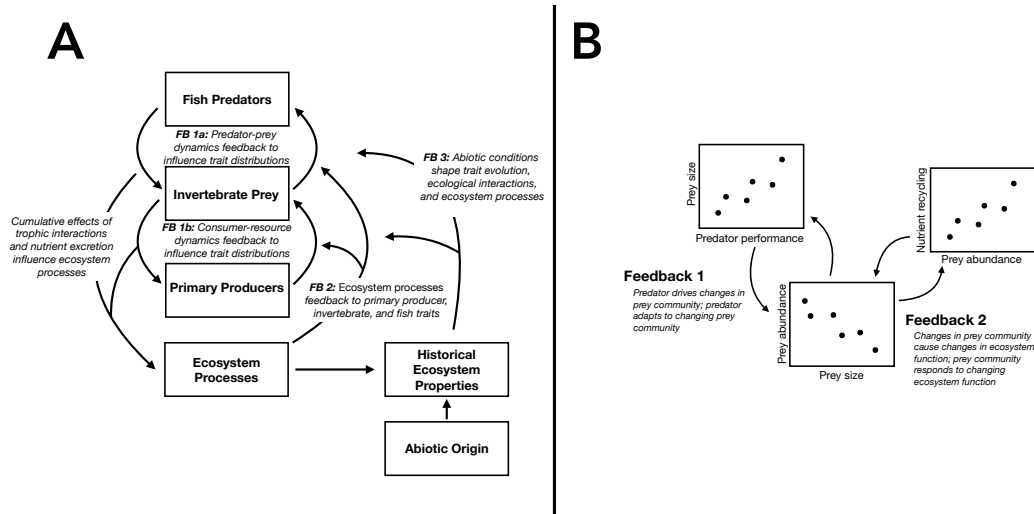 A
Fish Predators
FB 1a: Predator-prey
dynamics feedback to
influence trait distributions
Invertebrate Prey
FB 1b: Consumer-resource
dynamics feedback to
influence trait distributions
Primary Producers
Cumulative effects of
trophic interactions
and nutrient excretion
influence ecosystem
processes
FB 3: Abiotic conditions
shape trait evolution,
ecological interactions,
and ecosystem processes
FB 2: Ecosystem processes
feedback to primary producer,
invertebrate, and fish traits
Ecosystem
Processes
Historical
Ecosystem
Properties
Abiotic Origin
B
Prey size
Predator performance
Nutrient recycling
Prey abundance
Feedback 1
Predator drives changes in
prey community; predator
adapts to changing prey
community
Prey abundance
Prey size
Feedback 2
Changes in prey community
cause changes in ecosystem
function; prey community
responds to changing
ecosystem function